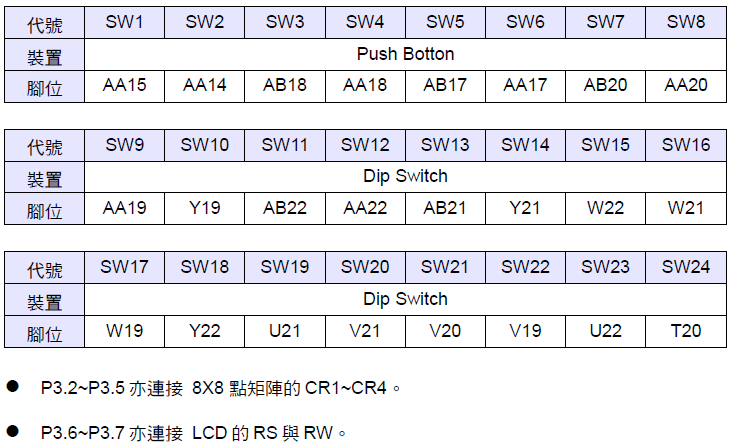 代號 SW1 SW2 SW3 SW4 SW5 SW6 SW7 SW8
裝置 Push Botton
腳位 AA15 AA14 AB18 AA18 AB17 AA17 AB20 AA20
代號 SW9 SW10 SW11 SW12 SW13 SW14 SW15 SW16
裝置 Dip Switch
腳位 AA19 Y19 AB22 AA22 AB21 Y21 W22 W21
代號 SW17 SW18 SW19 SW20 SW21 SW22 SW23 SW24
裝置 Dip Switch
腳位 W19 Y22 U21 V21 V20 V19 U22 T20
● P3.2~P3.5 亦連接 8X8 點矩陣的 CR1~CR4。
● P3.6~P3.7 亦連接 LCD 的 RS 與 RW。